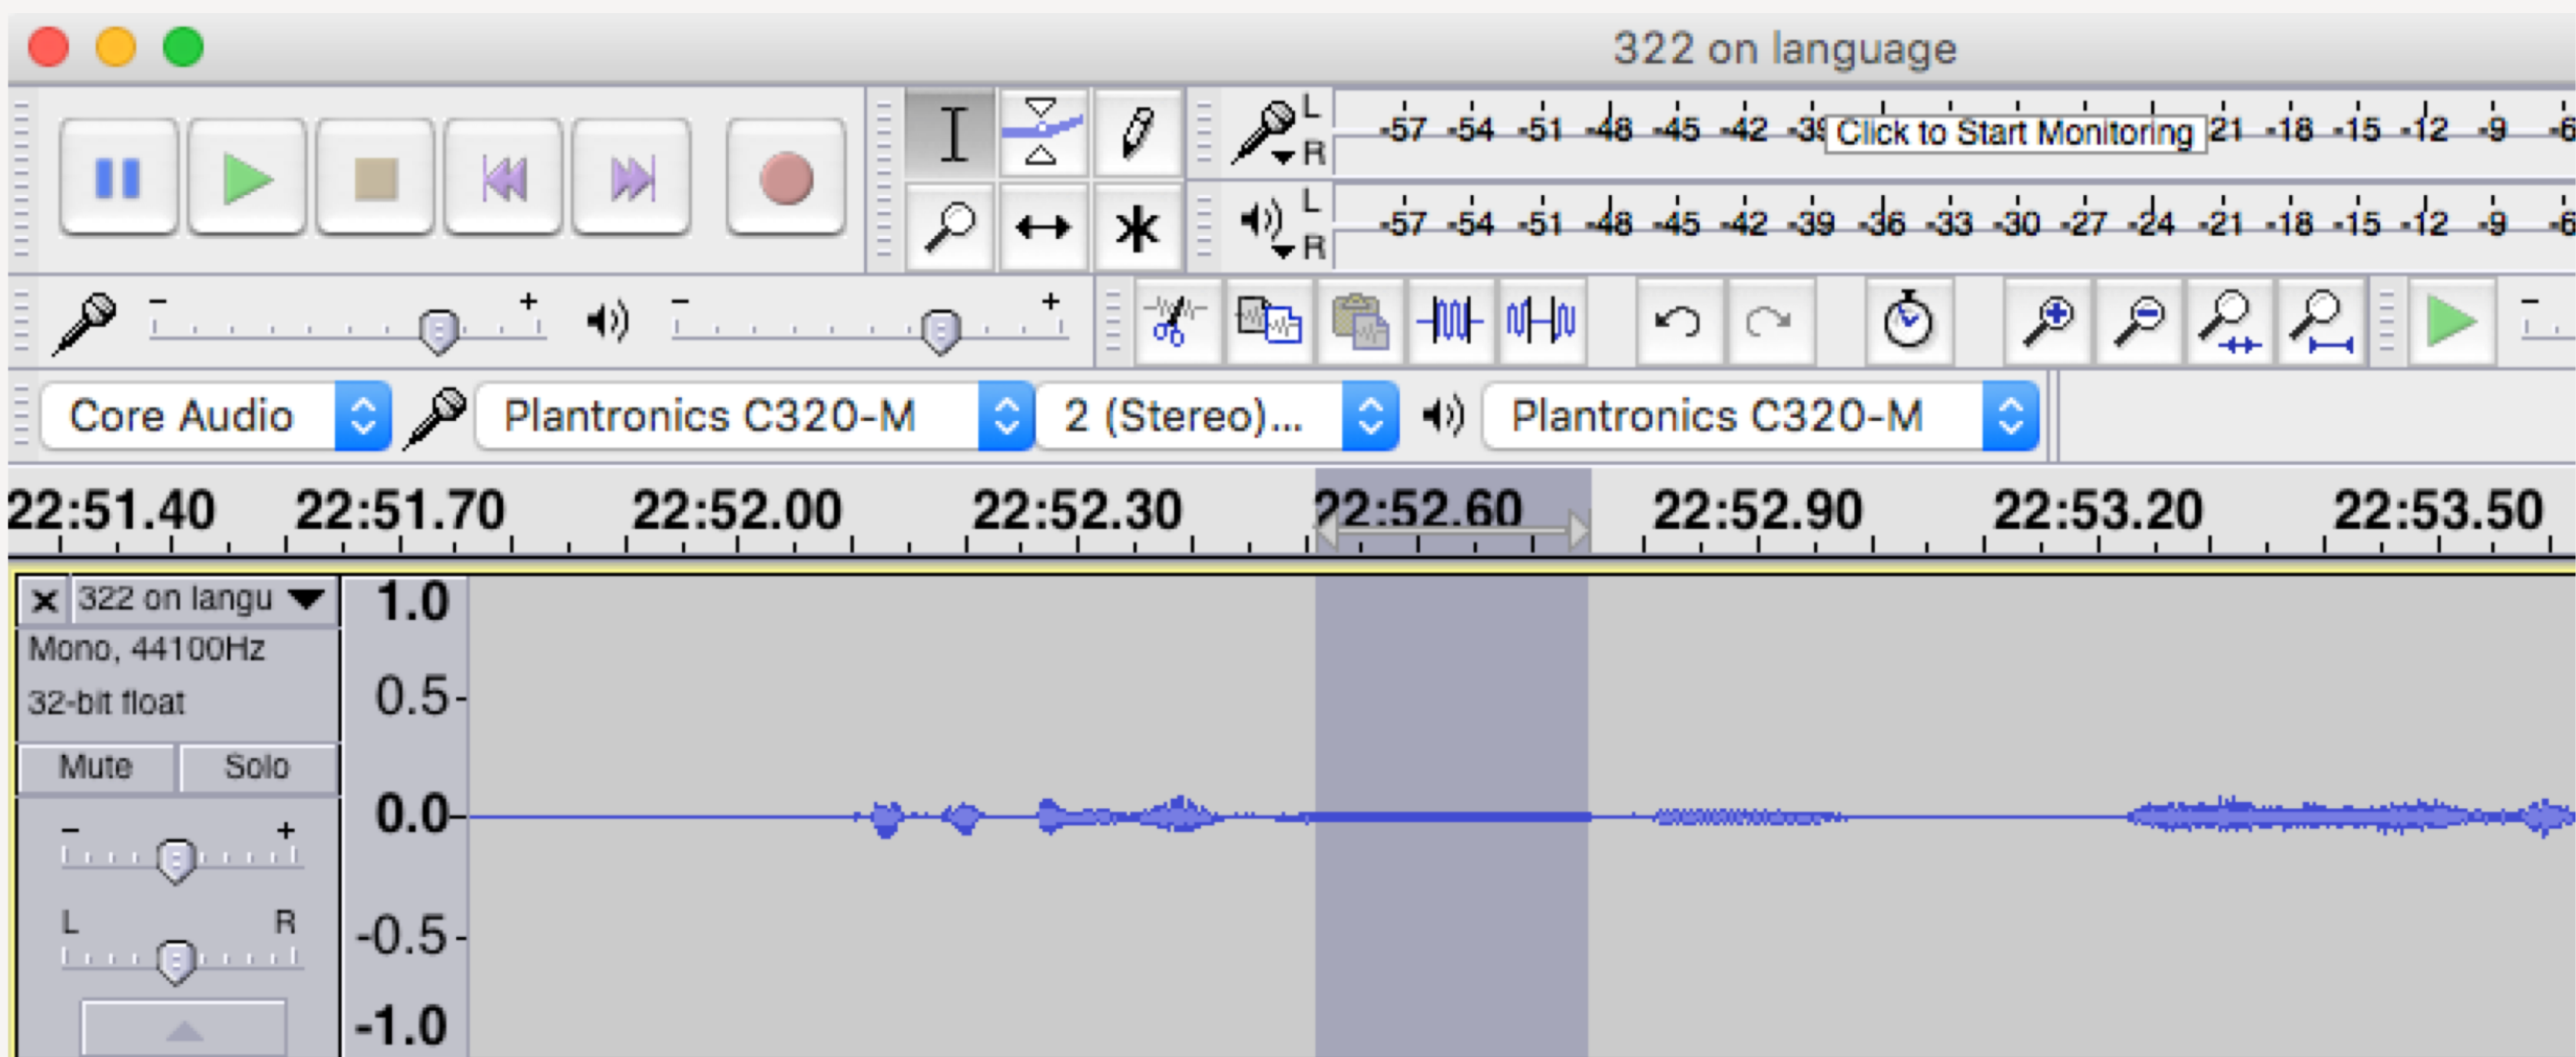 322 on language
L
R
-57 -54 -51 -48 -45 -42 Click to Start Monitoring 21 -18 -15 -12 -9 -6
L
R
-57 -54 -51 -48 -45 -42 -39 -36 -33 -30 -27 -24 -21 -18 -15 -12 -9 -6
- + - + -
Core Audio Plantronics C320-M 2 (Stereo)... Plantronics C320-M
22:51.40 22:51.70 22:52.00 22:52.30 22:52.60 22:52.90 22:53.20 22:53.50
x 322 on langu 1.0
Mono, 44100Hz
32-bit float 0.5-
Mute Solo
- + 0.0-
L R -0.5-
-1.0